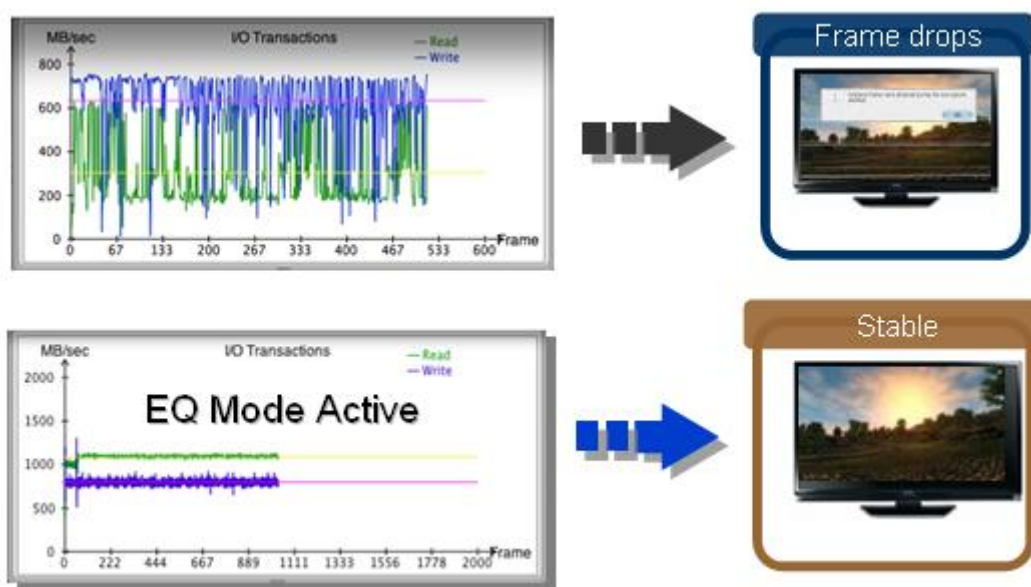 MB/sec I/O Transactions
Read
Write
800
600
400
200
0
0 67 133 200 267 333 400 467 533 600
Frame
Frame drops
MB/sec I/O Transactions
Read
Write
2000
1500
1000
500
0
EQ Mode Active
0 222 444 667 889 1111 1333 1556 1778 2000
Frame
Stable